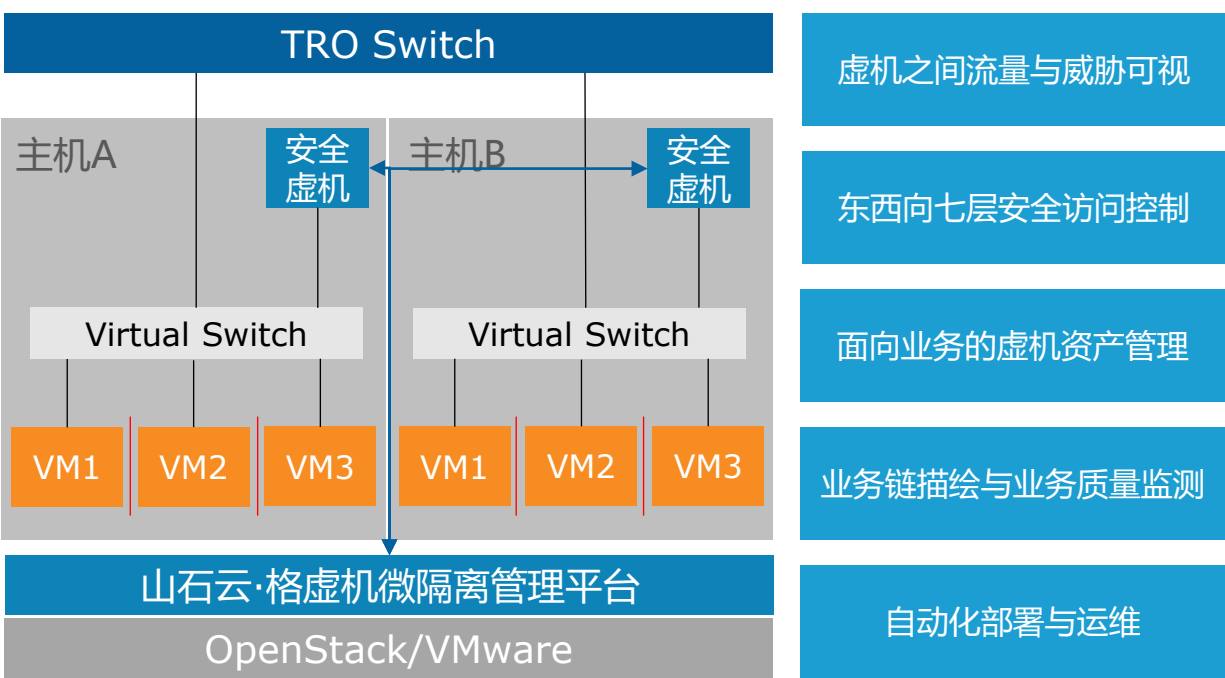 TRO Switch
主机A
安全
虚机
主机B
安全
虚机
Virtual Switch
Virtual Switch
VM1
VM2
VM3
VM1
VM2
VM3
山石云·格虚机微隔离管理平台
OpenStack/VMware
虚机之间流量与威胁可视
东西向七层安全访问控制
面向业务的虚机资产管理
业务链描绘与业务质量监测
自动化部署与运维